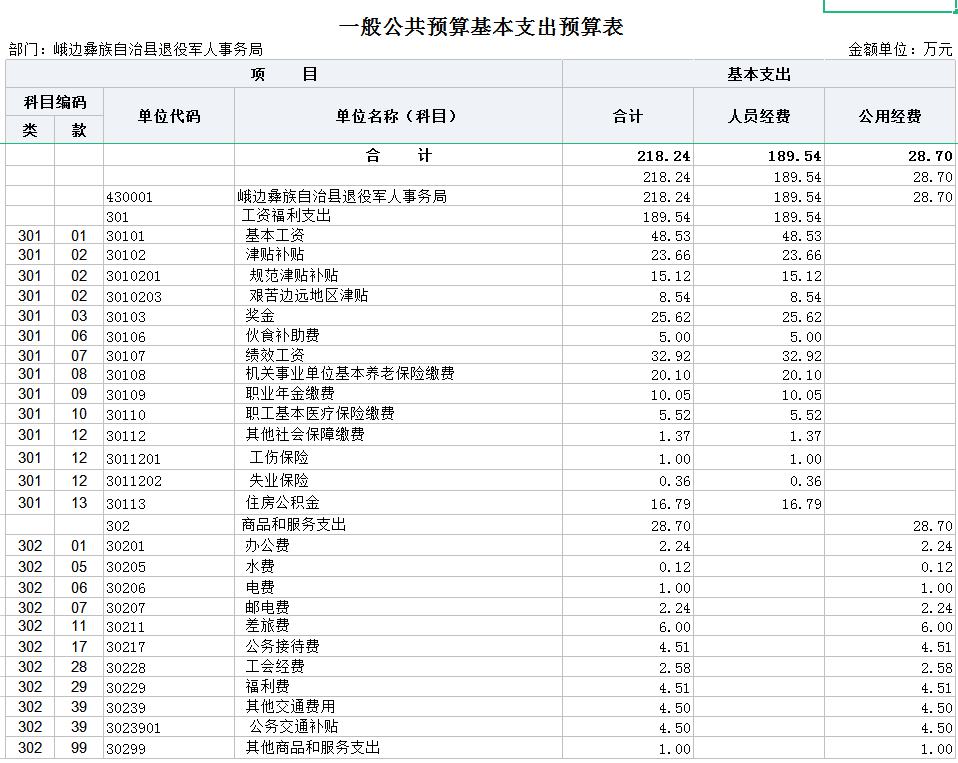 一般公共预算基本支出预算表
部门：峨边彝族自治县退役军人事务局 金额单位：万元
项 目 基本支出
科目编码 单位代码 单位名称（科目） 合计 人员经费 公用经费
类 款
合 计 218.24 189.54 28.70
218.24 189.54 28.70
430001 峨边彝族自治县退役军人事务局 218.24 189.54 28.70
301 工资福利支出 189.54 189.54
301 01 30101 基本工资 48.53 48.53
301 02 30102 津贴补贴 23.66 23.66
301 02 3010201 规范津贴补贴 15.12 15.12
301 02 3010203 艰苦边远地区津贴 8.54 8.54
301 03 30103 奖金 25.62 25.62
301 06 30106 伙食补助费 5.00 5.00
301 07 30107 绩效工资 32.92 32.92
301 08 30108 机关事业单位基本养老保险缴费 20.10 20.10
301 09 30109 职业年金缴费 10.05 10.05
301 10 30110 职工基本医疗保险缴费 5.52 5.52
301 12 30112 其他社会保障缴费 1.37 1.37
301 12 3011201 工伤保险 1.00 1.00
301 12 3011202 失业保险 0.36 0.36
301 13 30113 住房公积金 16.79 16.79
302 商品和服务支出 28.70 28.70
302 01 30201 办公费 2.24 2.24
302 05 30205 水费 0.12 0.12
302 06 30206 电费 1.00 1.00
302 07 30207 邮电费 2.24 2.24
302 11 30211 差旅费 6.00 6.00
302 17 30217 公务接待费 4.51 4.51
302 28 30228 工会经费 2.58 2.58
302 29 30229 福利费 4.51 4.51
302 39 30239 其他交通费用 4.50 4.50
302 39 3023901 公务交通补贴 4.50 4.50
302 99 30299 其他商品和服务支出 1.00 1.00